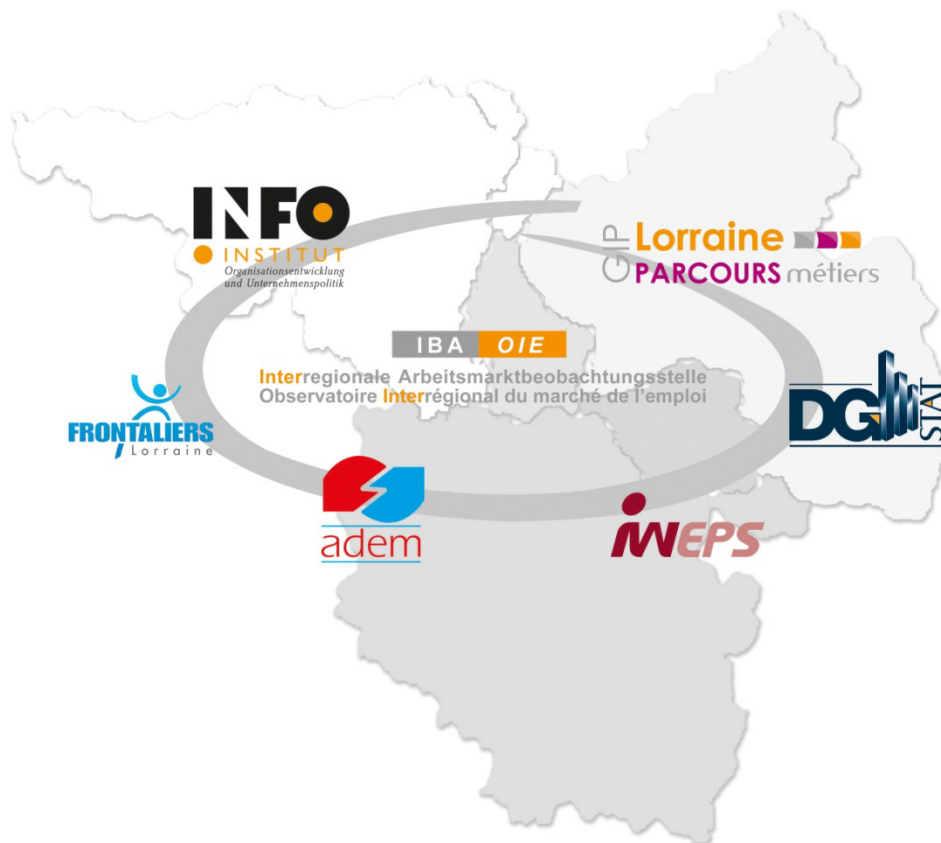 INFO
INSTITUT
Organisationsentwicklung
und Unternehmenspolitik
GIP
Lorraine
PARCOURS métiers
IBA OIE
Interregionale Arbeitsmarktbeobachtungsstelle
Observatoire Interrégional du marché de l'emploi
FRONTALIERS
Lorraine
DG
STAT
adem
iWEPS